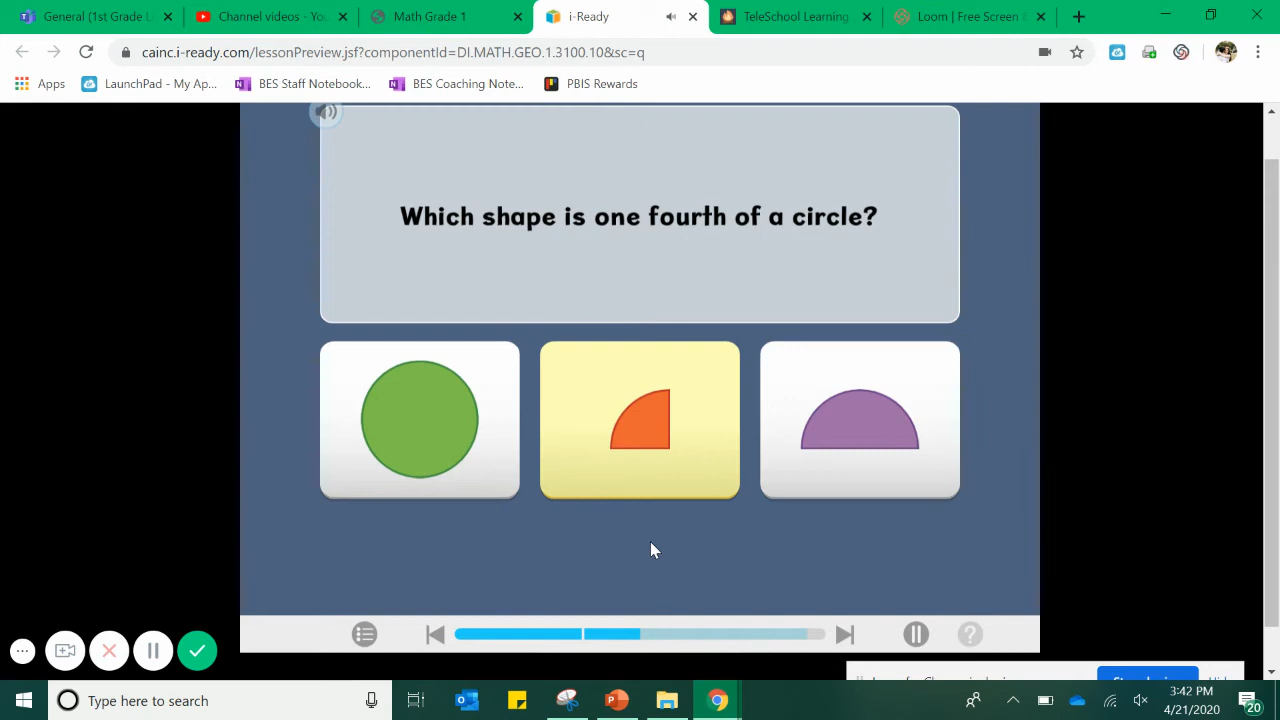 General (1st Grade L
Channel videos - You
Math Grade 1
i-Ready
TeleSchool Learning
Loom | Free Screen &
cainc.i-ready.com/lessonPreview.jsf?componentId=DI.MATH.GEO.1.3100.10&sc=q
Apps
LaunchPad - My Ap...
BES Staff Notebook...
BES Coaching Note...
PBIS Rewards
Which shape is one fourth of a circle?
Type here to search
3:42 PM
4/21/2020
20